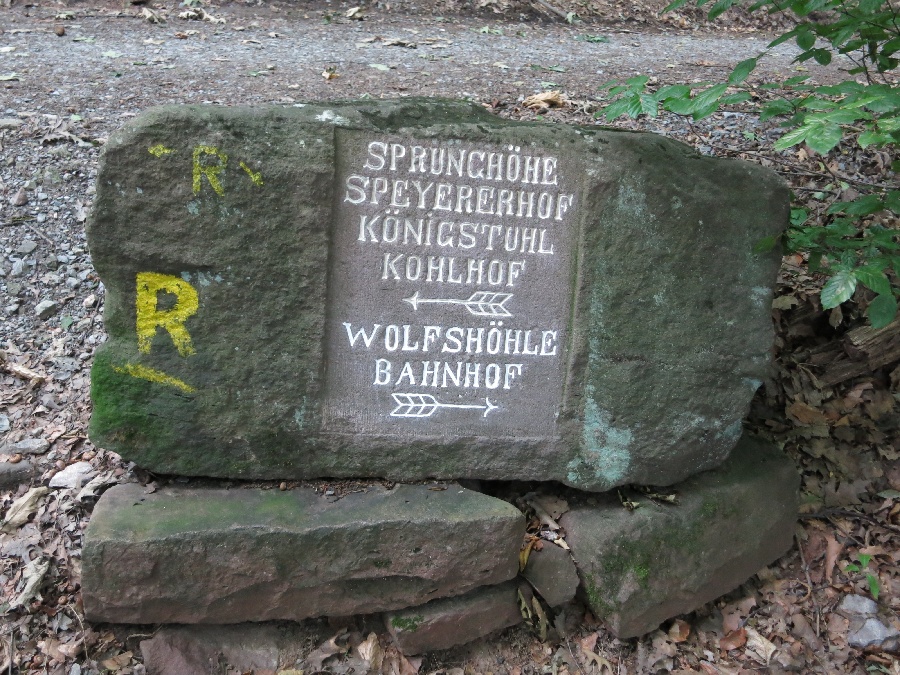 R
R
SPRUNGHÖHE
SPEYERERHOF
KÖNIGSTUHL
KOHLHOF
WOLFSHÖHLE
BAHNHOF